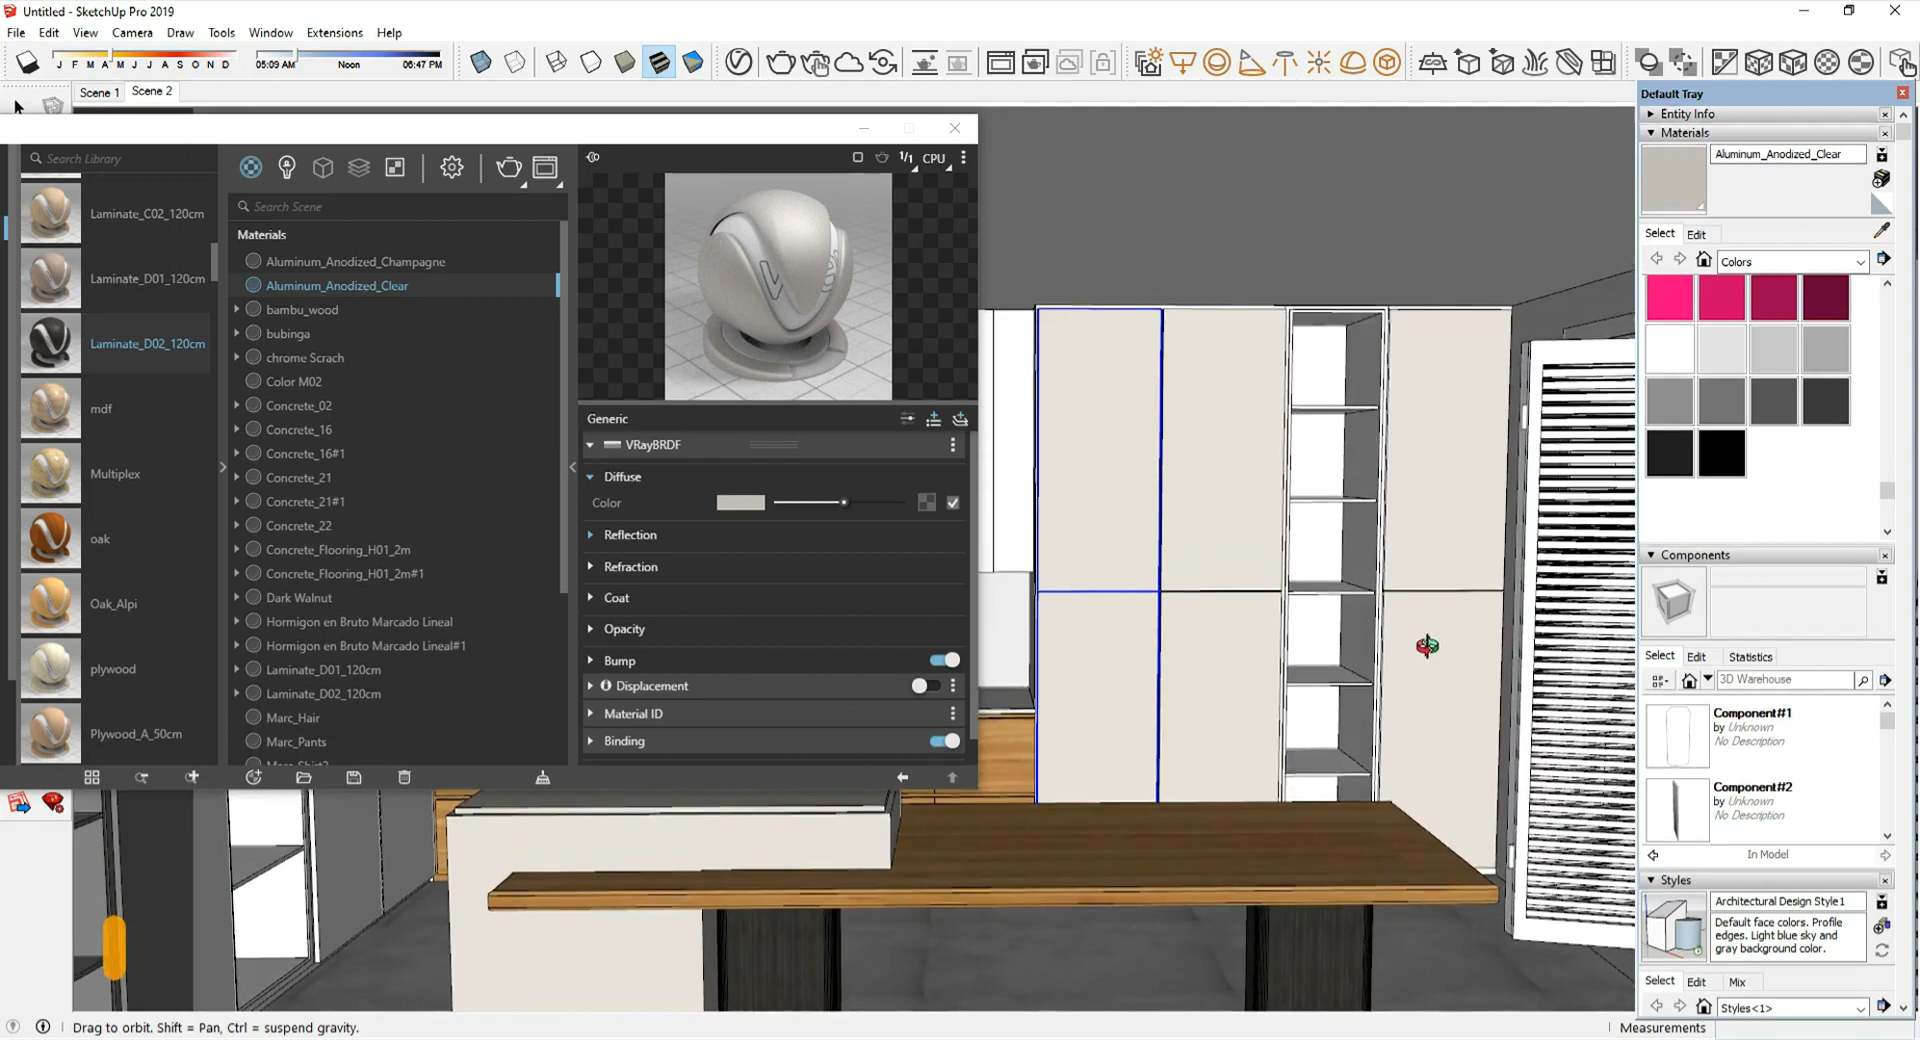 Untitled - SketchUp Pro 2019
File Edit View Camera Draw Tools Window Extensions Help
J F M A M J J A S O N D 05:09 AM Noon 06:47 PM
Scene 1 Scene 2
Search Library
Laminate_C02_120cm
Laminate_D01_120cm
Laminate_D02_120cm
mdf
Multiplex
oak
Oak_Alpi
plywood
Plywood_A_50cm
Search Scene
Materials
Aluminum_Anodized_Champagne
Aluminum_Anodized_Clear
bambu_wood
bubinga
chrome Scrach
Color M02
Concrete_02
Concrete_16
Concrete_16#1
Concrete_21
Concrete_21#1
Concrete_22
Concrete_Flooring_H01_2m
Concrete_Flooring_H01_2m#1
Dark Walnut
Hormigon en Bruto Marcado Lineal
Hormigon en Bruto Marcado Lineal#1
Laminate_D01_120cm
Laminate_D02_120cm
Marc_Hair
Marc_Pants
1/1 CPU
Generic
VRayBRDF
Diffuse
Color
Reflection
Refraction
Coat
Opacity
Bump
Displacement
Material ID
Binding
Default Tray
Entity Info
Materials
Aluminum_Anodized_Clear
Select Edit
Colors
Components
Select Edit Statistics
3D Warehouse
Component#1
by Unknown
No Description
Component#2
by Unknown
No Description
In Model
Styles
Architectural Design Style1
Default face colors. Profile
edges. Light blue sky and
gray background color.
Select Edit Mix
Styles<1>
Drag to orbit. Shift = Pan, Ctrl = suspend gravity.
Measurements